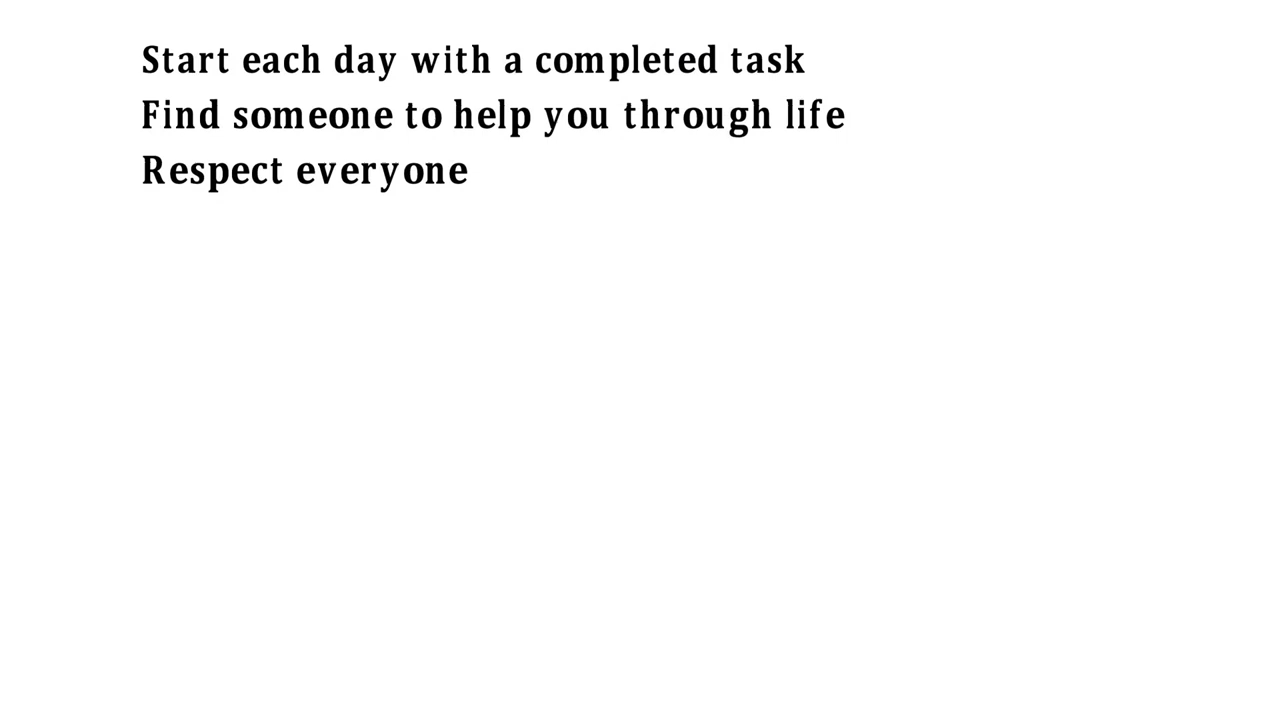 Start each day with a completed task
Find someone to help you through life
Respect everyone